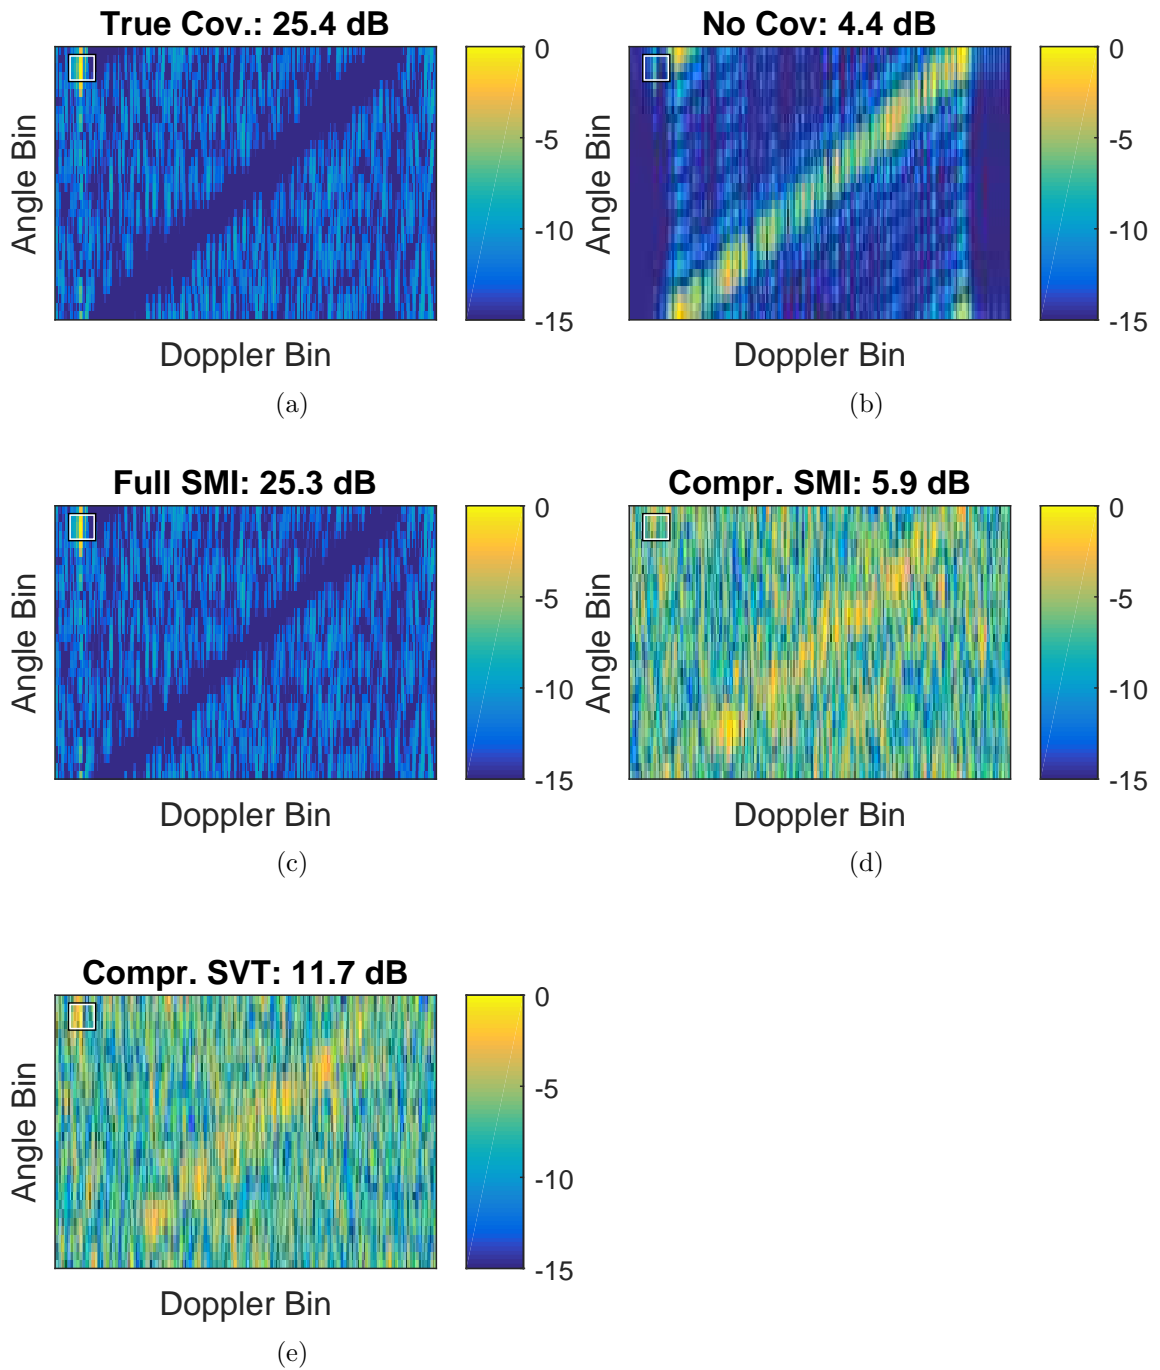 True Cov.: 25.4 dB
Angle Bin
0
-5
-10
-15
Doppler Bin
(a)
No Cov: 4.4 dB
Angle Bin
0
-5
-10
-15
Doppler Bin
(b)
Full SMI: 25.3 dB
Angle Bin
0
-5
-10
-15
Doppler Bin
(c)
Compr. SMI: 5.9 dB
Angle Bin
0
-5
-10
-15
Doppler Bin
(d)
Compr. SVT: 11.7 dB
Angle Bin
0
-5
-10
-15
Doppler Bin
(e)